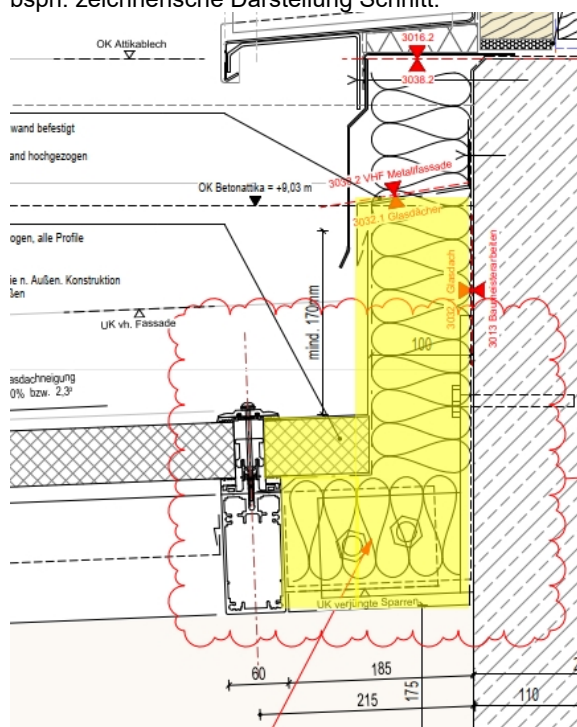 bsph. zeichnerische Darstellung Schnitt:
3016.2
OK Attikablech
3038.2
wand befestigt
and hochgezogen
3038.2 VHF Metallfassade
OK Betonattika = +9,03 m
3032.1 Glasdächer
ogen, alle Profile
ie n. Außen. Konstruktion
ßen
mind. 170mm
3032.1 Glasdach
3013 Baumeisterarbeiten
UK vh. Fassade
100
asdachneigung
0% bzw. 2,3°
UK verjüngte Sparren
60
185
175
215
110